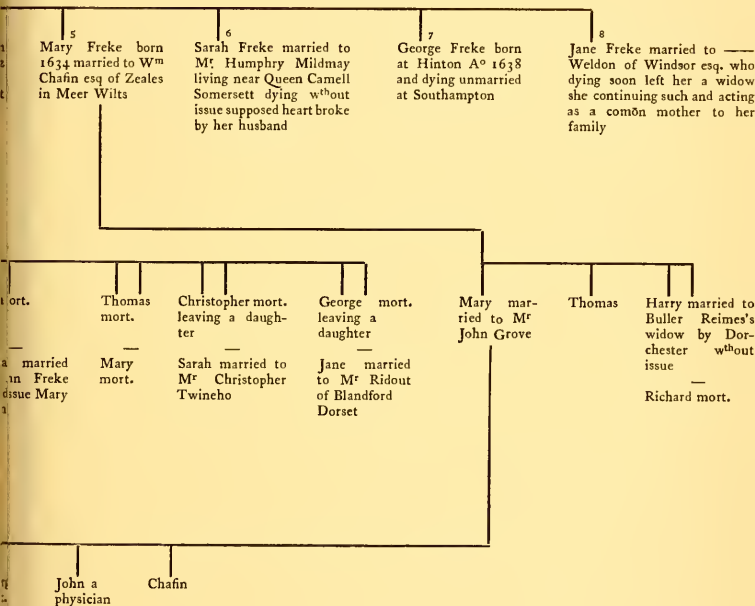 5
Mary Freke born
1634 married to Wᵐ
Chafin esq of Zeales
in Meer Wilts
6
Sarah Freke married to
Mʳ. Humphry Mildmay
living near Queen Camell
Somersett dying wᵗʰout
issue supposed heart broke
by her husband
7
George Freke born
at Hinton Aº 1638
and dying unmarried
at Southampton
8
Jane Freke married to ——
Weldon of Windsor esq. who
dying soon left her a widow
she continuing such and acting
as a comōn mother to her
family
mort.
married
Freke
issue Mary
Thomas
mort.
—
Mary
mort.
Christopher mort.
leaving a daugh-
ter
—
Sarah married to
Mʳ Christopher
Twineho
George mort.
leaving a
daughter
—
Jane married
to Mʳ Ridout
of Blandford
Dorset
Mary mar-
ried to Mʳ
John Grove
Thomas
Harry married to
Buller Reimes's
widow by Dor-
chester wᵗʰout
issue
—
Richard mort.
John a
physician
Chafin